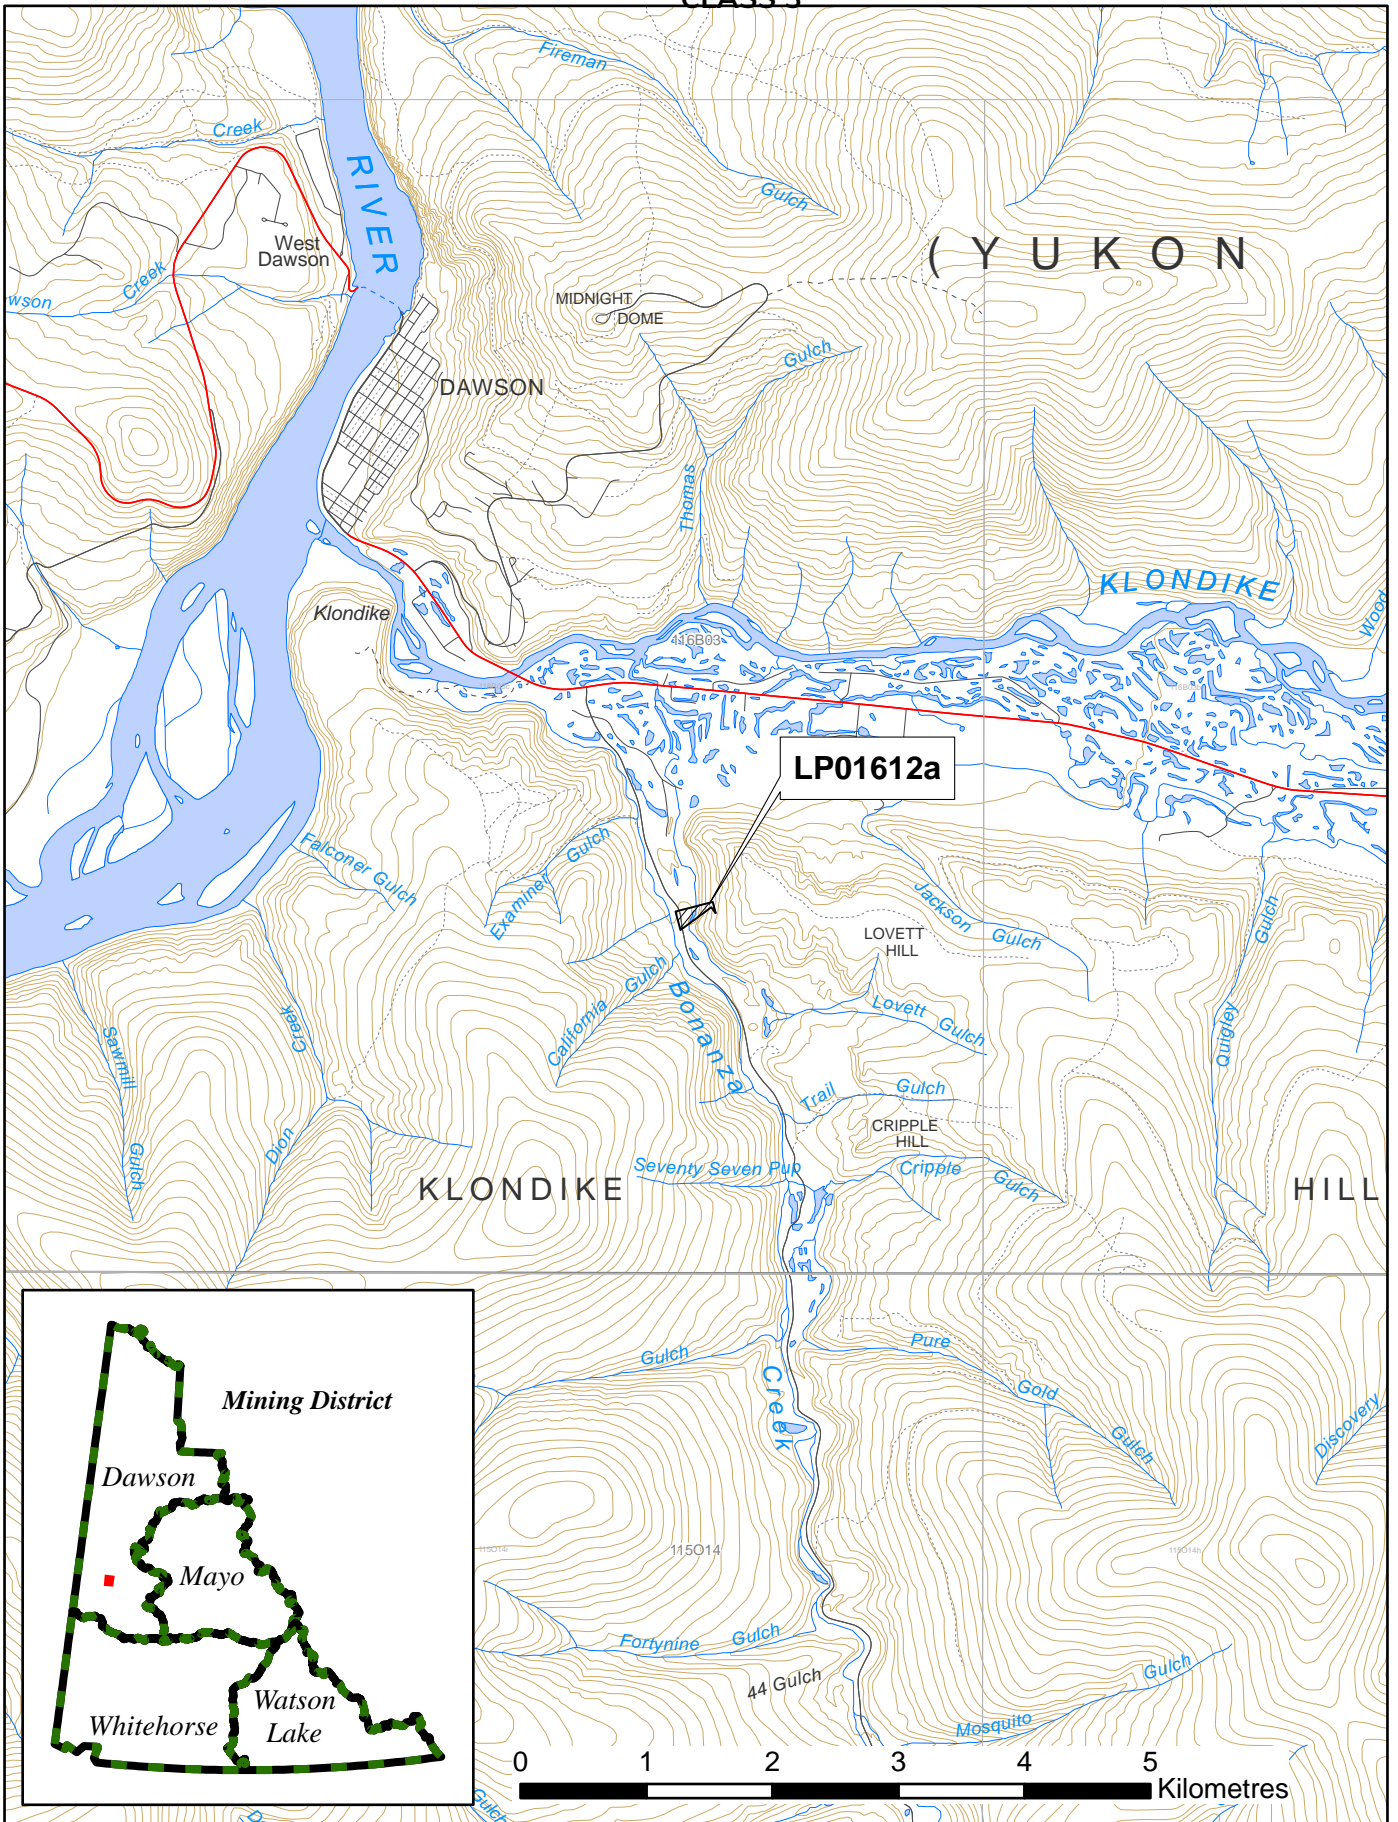 Fireman
Creek
RIVER
Gulch
West
Dawson
(YUKON
Creek
wson
MIDNIGHT
DOME
Gulch
DAWSON
Thomas
KLONDIKE
Klondike
116B03
Wood
LP01612a
Falconer Gulch
Examiner
Gulch
Jackson
Gulch
LOVETT
HILL
Gulch
Quigley
California
Gulch
Bonanza
Lovett
Gulch
Sawmill
Gulch
Creek
Dion
Trail
Gulch
CRIPPLE
HILL
Seventy Seven Pup
Cripple
Gulch
KLONDIKE
HILL
Gulch
Creek
Pure
Gold
Gulch
Discovery
Mining District
Dawson
Mayo
Whitehorse
Watson
Lake
115O14
115O14h
Fortynine
Gulch
44 Gulch
Mosquito
Gulch
Gulch
0 1 2 3 4 5
Kilometres